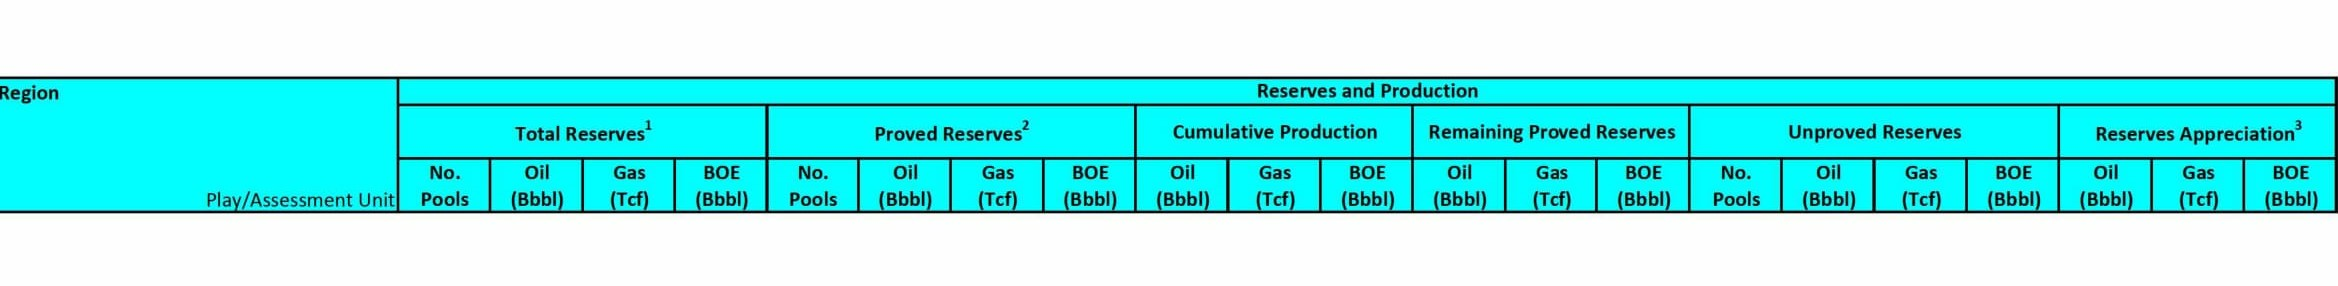 Region
Reserves and Production
Total Reserves1 Proved Reserves2 Cumulative Production Remaining Proved Reserves Unproved Reserves Reserves Appreciation3
No. Oil Gas BOE No. Oil Gas BOE Oil Gas BOE Oil Gas BOE No. Oil Gas BOE Oil Gas BOE
Play/Assessment Unit Pools (Bbbl) (Tcf) (Bbbl) Pools (Bbbl) (Tcf) (Bbbl) (Bbbl) (Tcf) (Bbbl) (Bbbl) (Tcf) (Bbbl) Pools (Bbbl) (Tcf) (Bbbl) (Bbbl) (Tcf) (Bbbl)